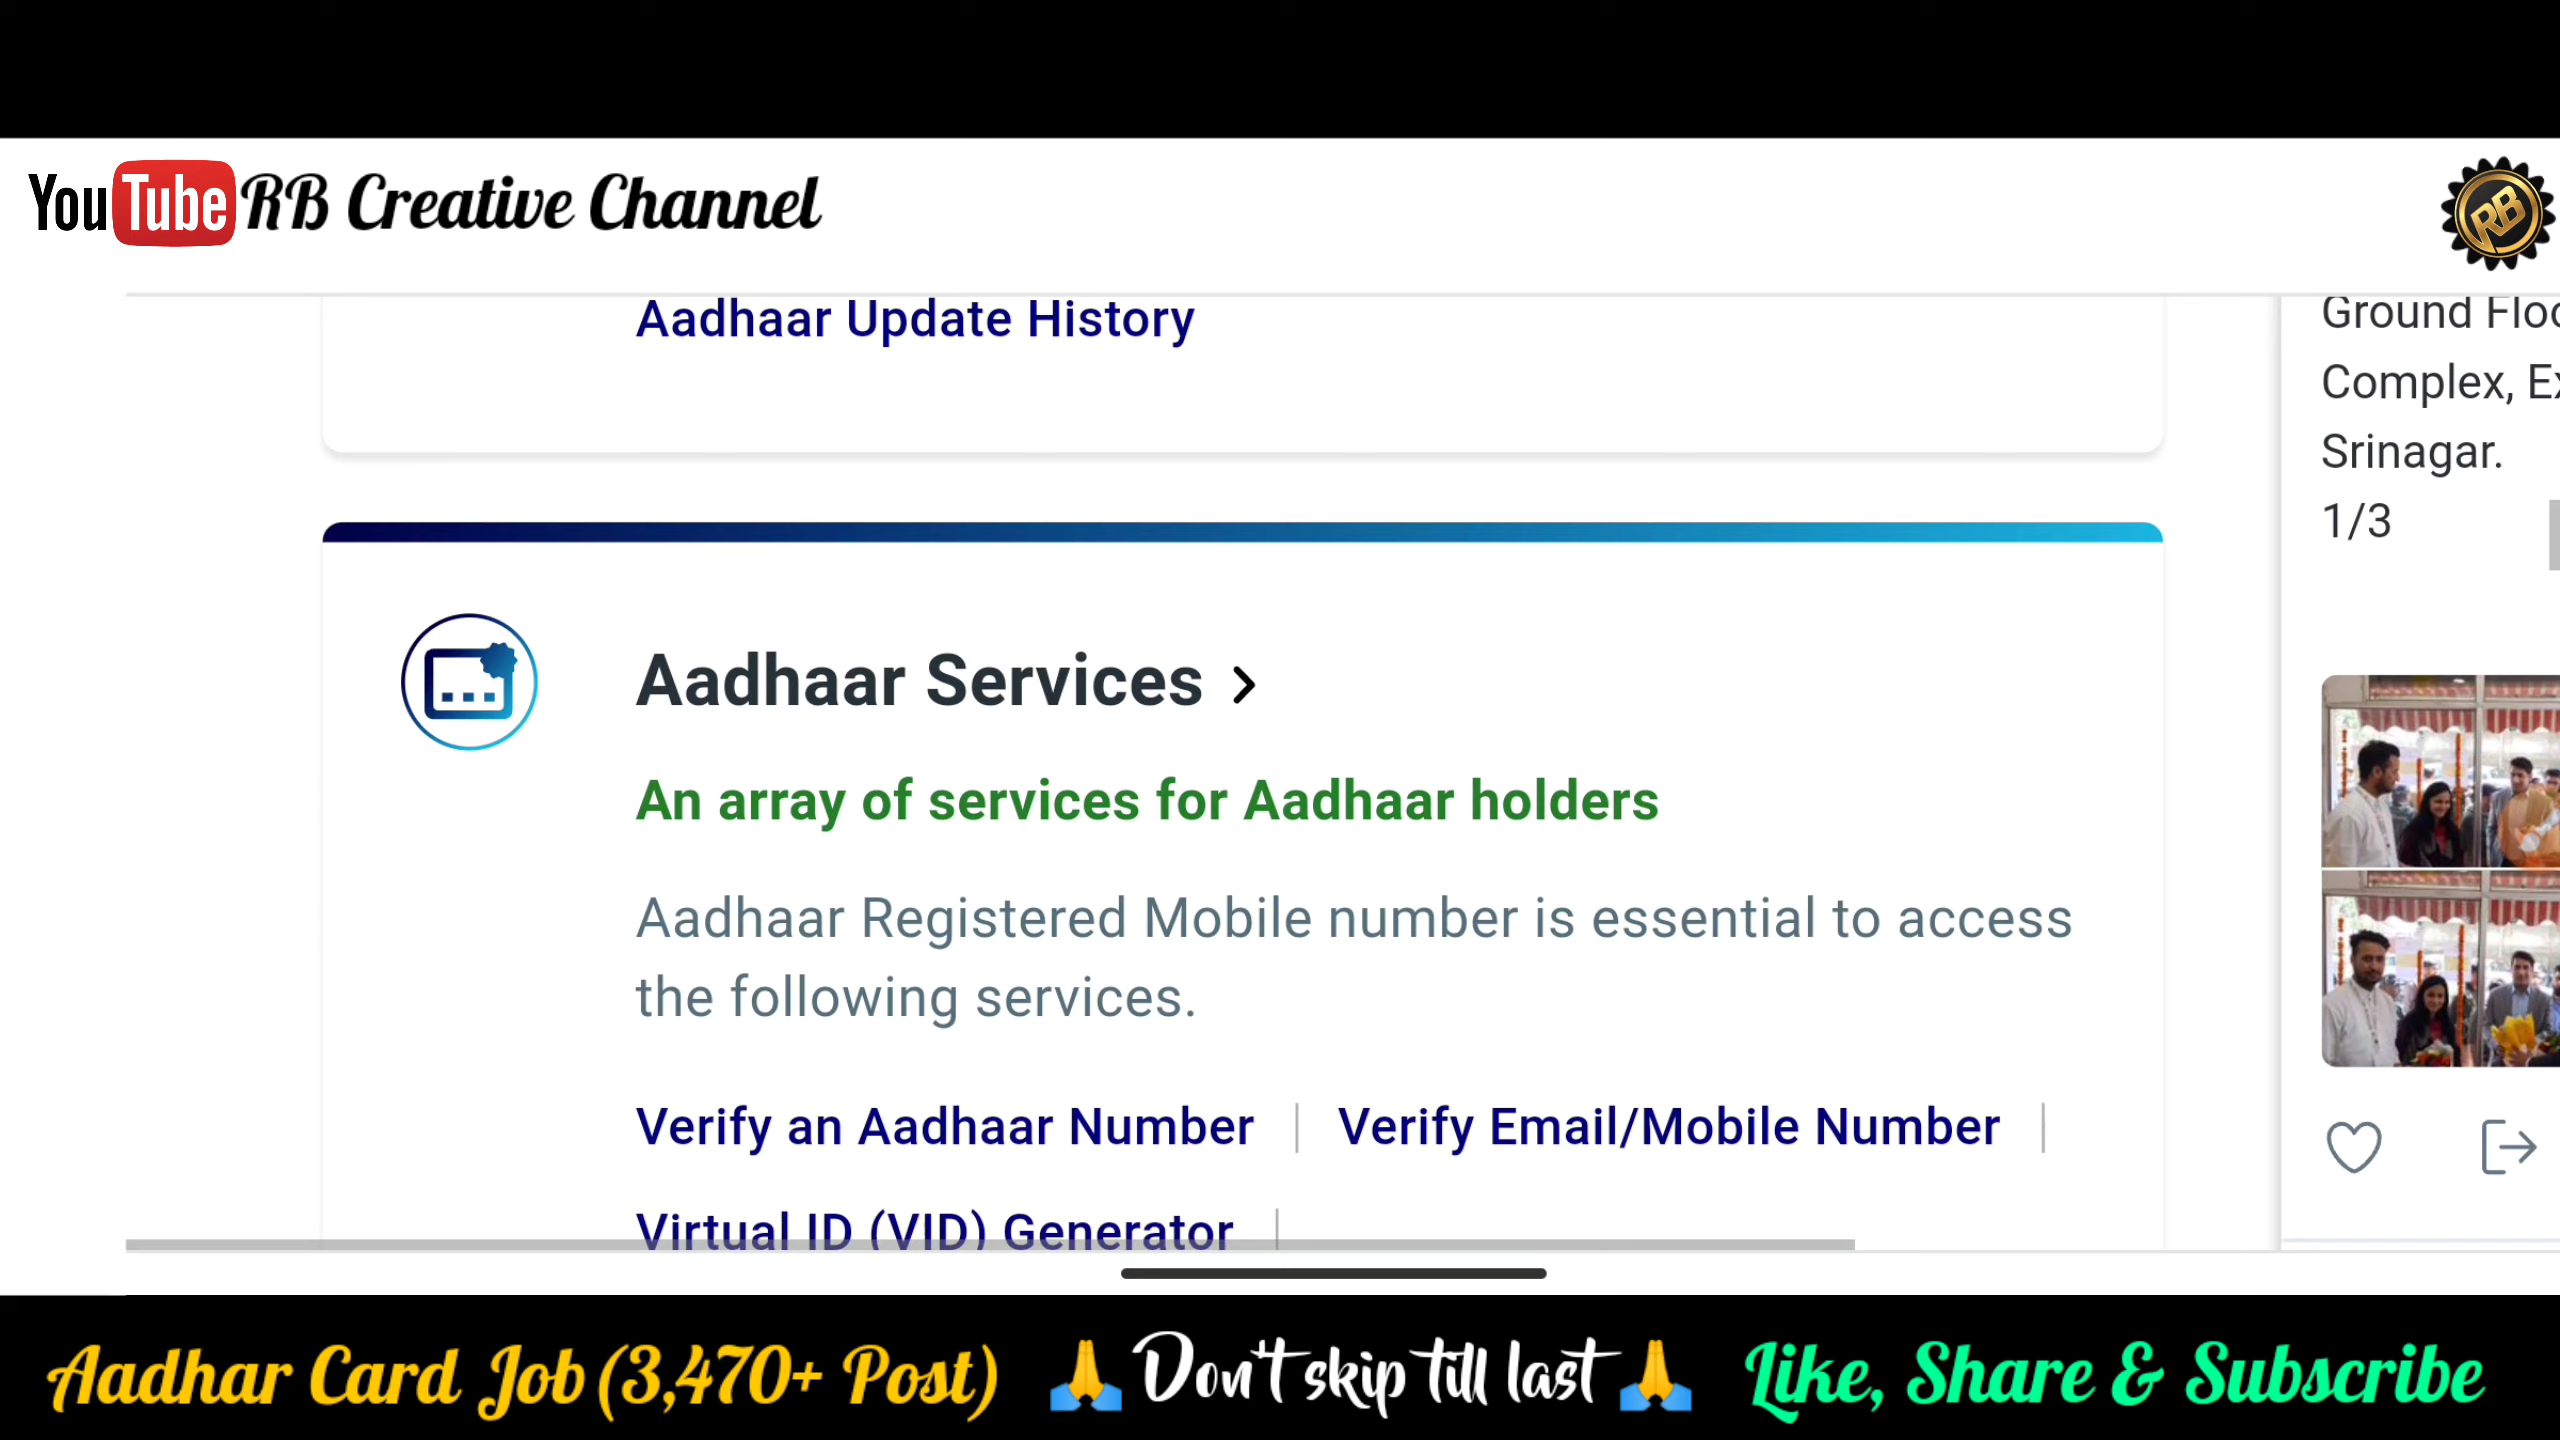 YouTube RB Creative Channel
RB
Aadhaar Update History
Aadhaar Services
An array of services for Aadhaar holders
Aadhaar Registered Mobile number is essential to access
the following services.
Verify an Aadhaar Number | Verify Email/Mobile Number |
Virtual ID (VID) Generator |
Ground
Complex,
Srinagar.
1/3
Aadhar Card Job (3,470+ Post) 🙏 Don't skip till last 🙏 Like, Share & Subscribe